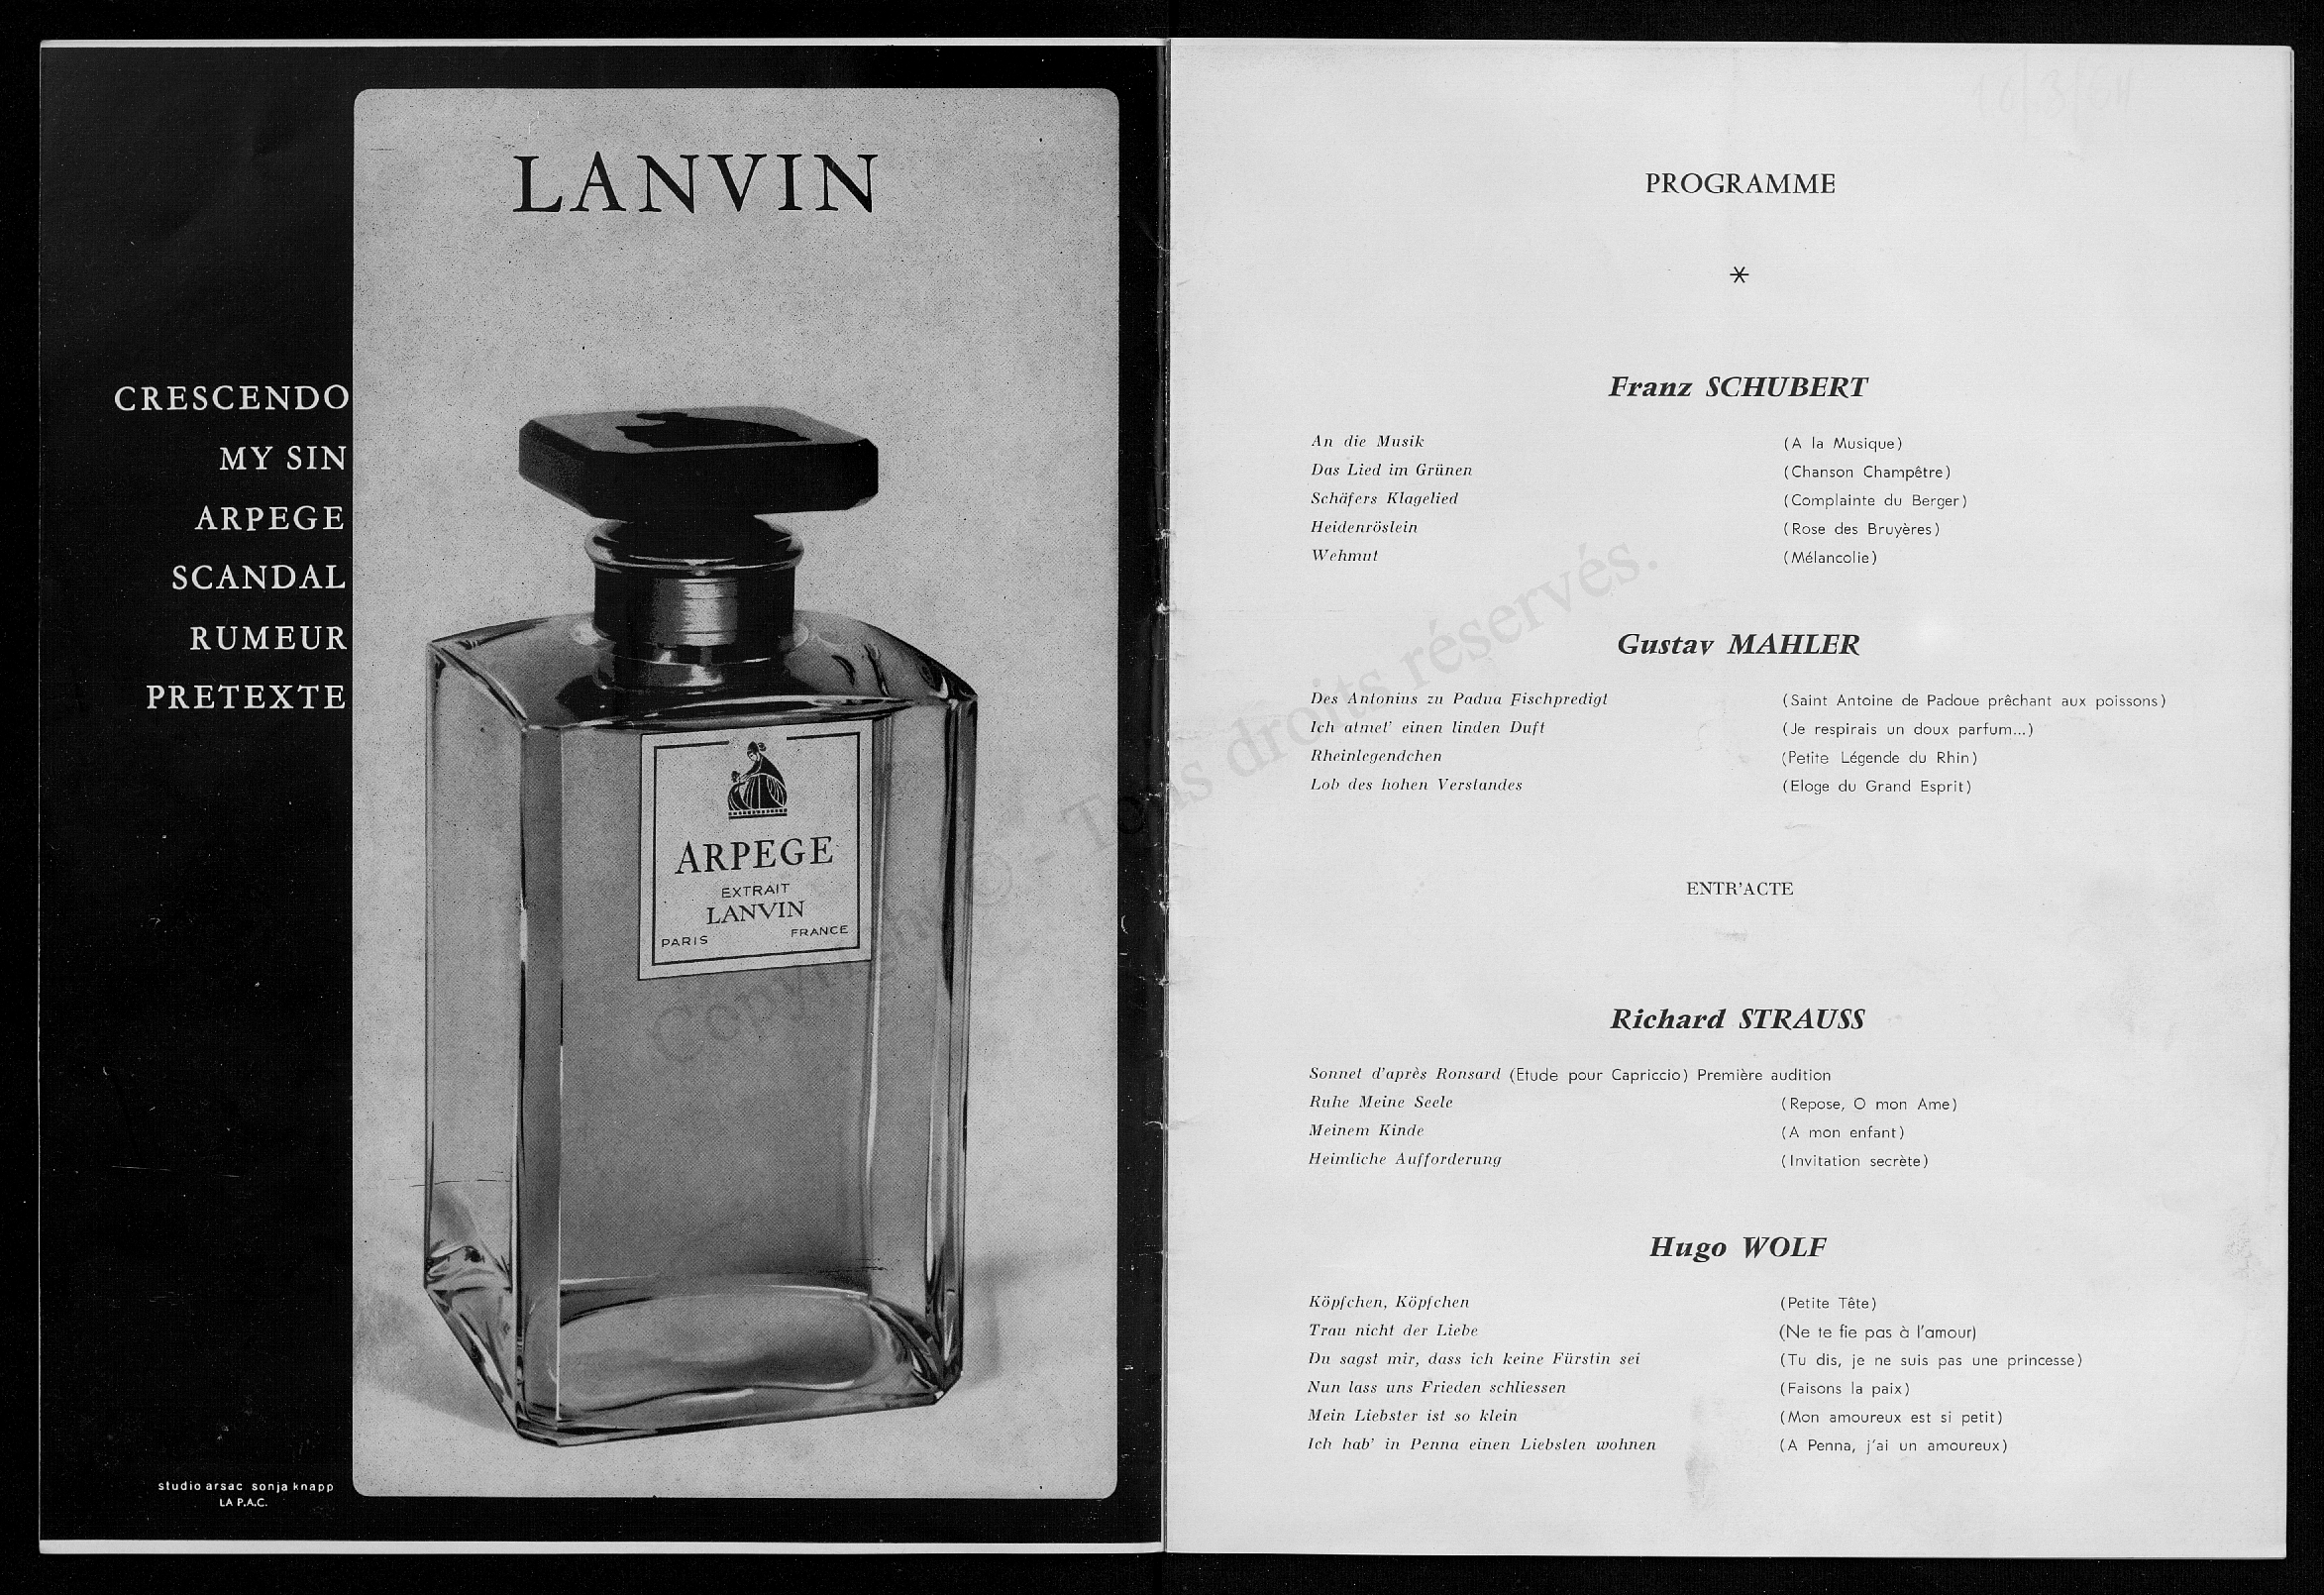 LANVIN
CRESCENDO
MY SIN
ARPEGE
SCANDAL
RUMEUR
PRETEXTE
ARPEGE
EXTRAIT
LANVIN
PARIS FRANCE
studio arsac sonja knapp
LA P.A.C.
Copyright © - Tous droits réservés.
10/3/64
PROGRAMME
*
Franz SCHUBERT
An die Musik (A la Musique)
Das Lied im Grünen (Chanson Champêtre)
Schäfers Klagelied (Complainte du Berger)
Heidenröslein (Rose des Bruyères)
Wehmut (Mélancolie)
Gustav MAHLER
Des Antonius zu Padua Fischpredigt (Saint Antoine de Padoue prêchant aux poissons)
Ich atmet' einen linden Duft (Je respirais un doux parfum...)
Rheinlegendchen (Petite Légende du Rhin)
Lob des hohen Verstandes (Eloge du Grand Esprit)
ENTR'ACTE
Richard STRAUSS
Sonnet d'après Ronsard (Etude pour Capriccio) Première audition
Ruhe Meine Seele (Repose, O mon Ame)
Meinem Kinde (A mon enfant)
Heimliche Aufforderung (Invitation secrète)
Hugo WOLF
Köpfchen, Köpfchen (Petite Tête)
Trau nicht der Liebe (Ne te fie pas à l'amour)
Du sagst mir, dass ich keine Fürstin sei (Tu dis, je ne suis pas une princesse)
Nun lass uns Frieden schliessen (Faisons la paix)
Mein Liebster ist so klein (Mon amoureux est si petit)
Ich hab' in Penna einen Liebsten wohnen (A Penna, j'ai un amoureux)